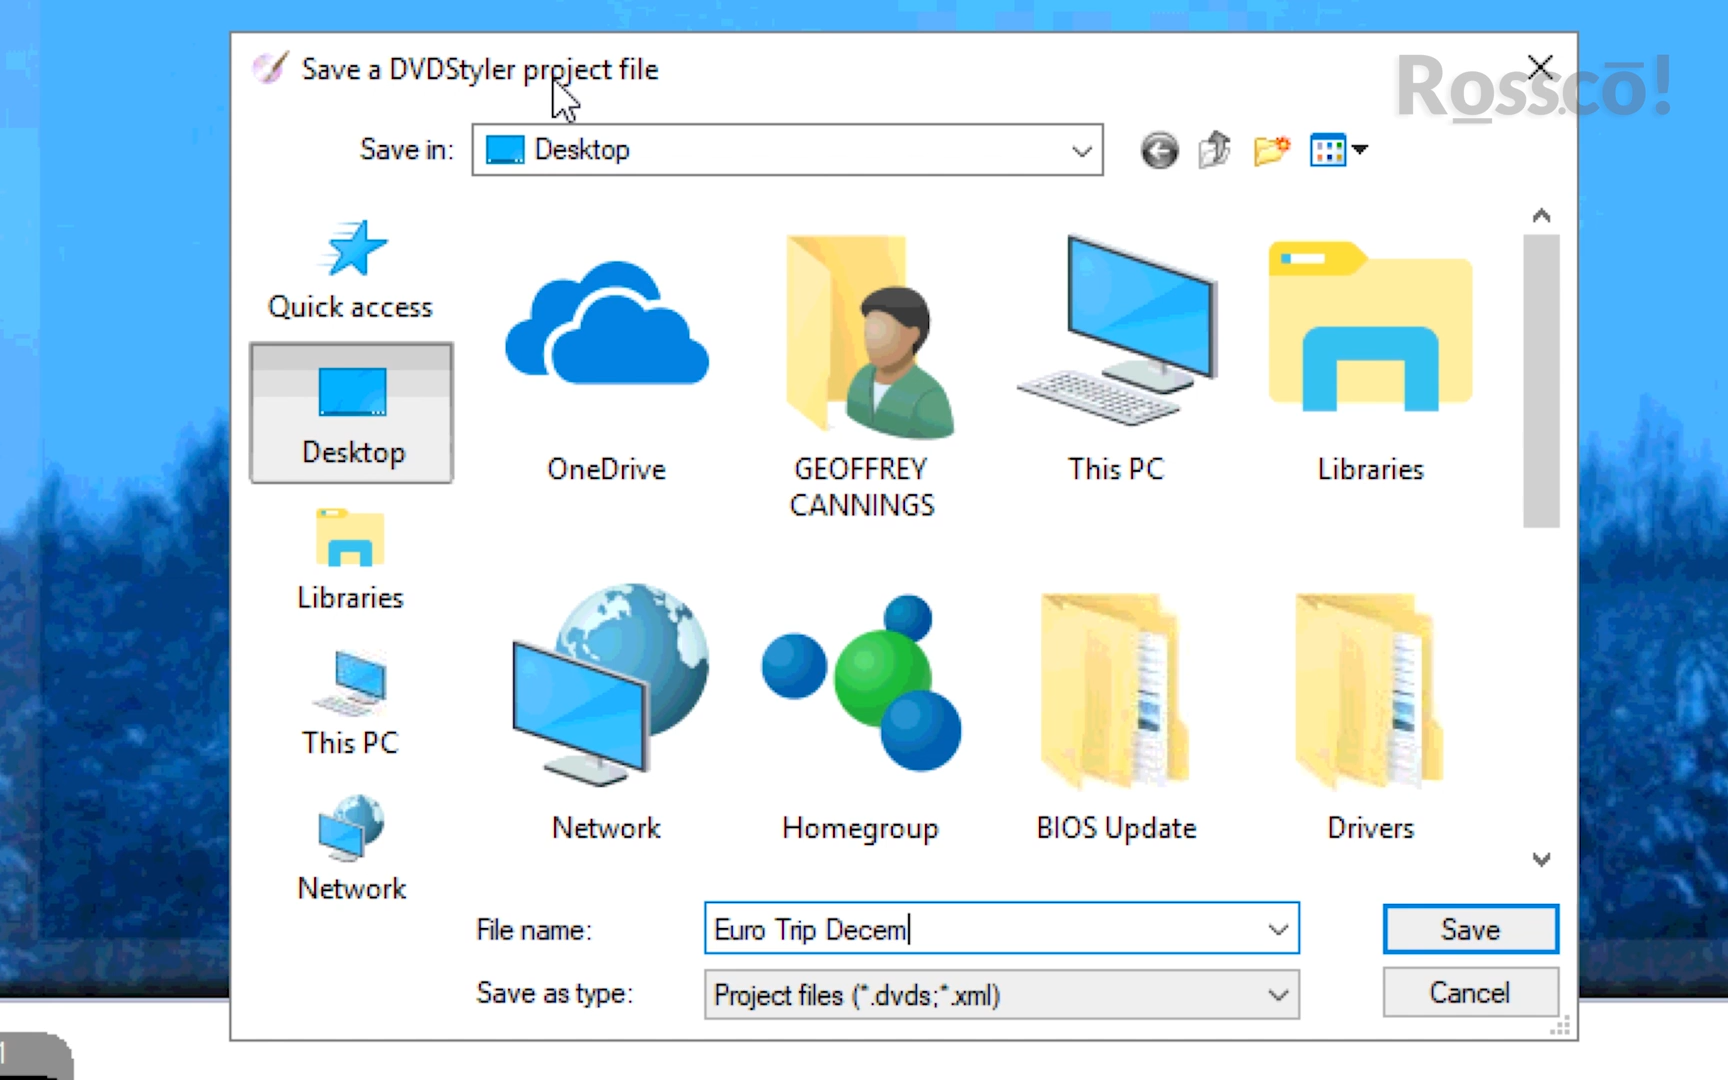 Save a DVDStyler project file
Rossco!
Save in:
Desktop
Quick access
Desktop
Libraries
This PC
Network
OneDrive
GEOFFREY
CANNINGS
This PC
Libraries
Network
Homegroup
BIOS Update
Drivers
File name:
Euro Trip Decem
Save
Save as type:
Project files (*.dvds;*.xml)
Cancel
1